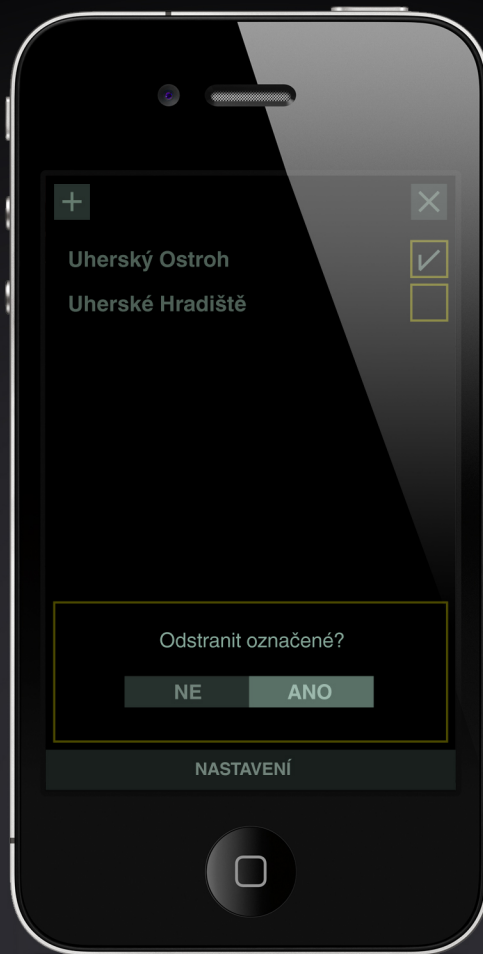 Uherský Ostroh
Uherské Hradiště
Odstranit označené?
NE ANO
NASTAVENÍ